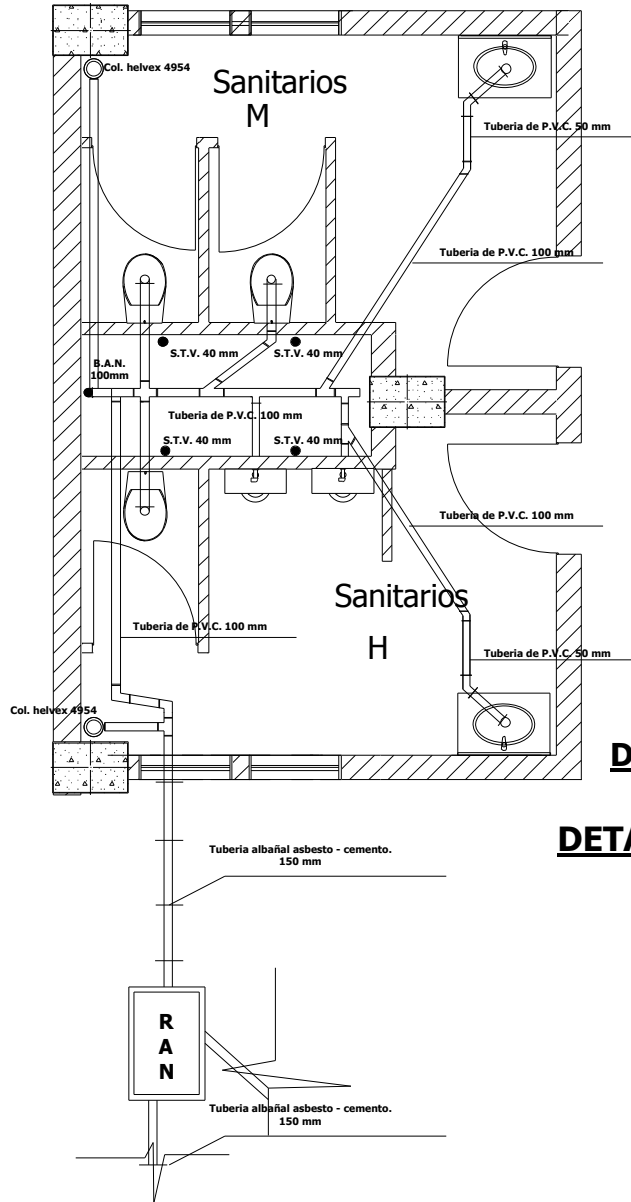 Col. helvex 4954
Sanitarios
M
Tuberia de P.V.C. 50 mm
Tuberia de P.V.C. 100 mm
S.T.V. 40 mm
S.T.V. 40 mm
B.A.N.
100mm
Tuberia de P.V.C. 100 mm
S.T.V. 40 mm
S.T.V. 40 mm
Tuberia de P.V.C. 100 mm
Sanitarios
H
Tuberia de P.V.C. 100 mm
Tuberia de P.V.C. 50 mm
Col. helvex 4954
D
DETA
Tuberia albañal asbesto - cemento.
150 mm
R
A
N
Tuberia albañal asbesto - cemento.
150 mm